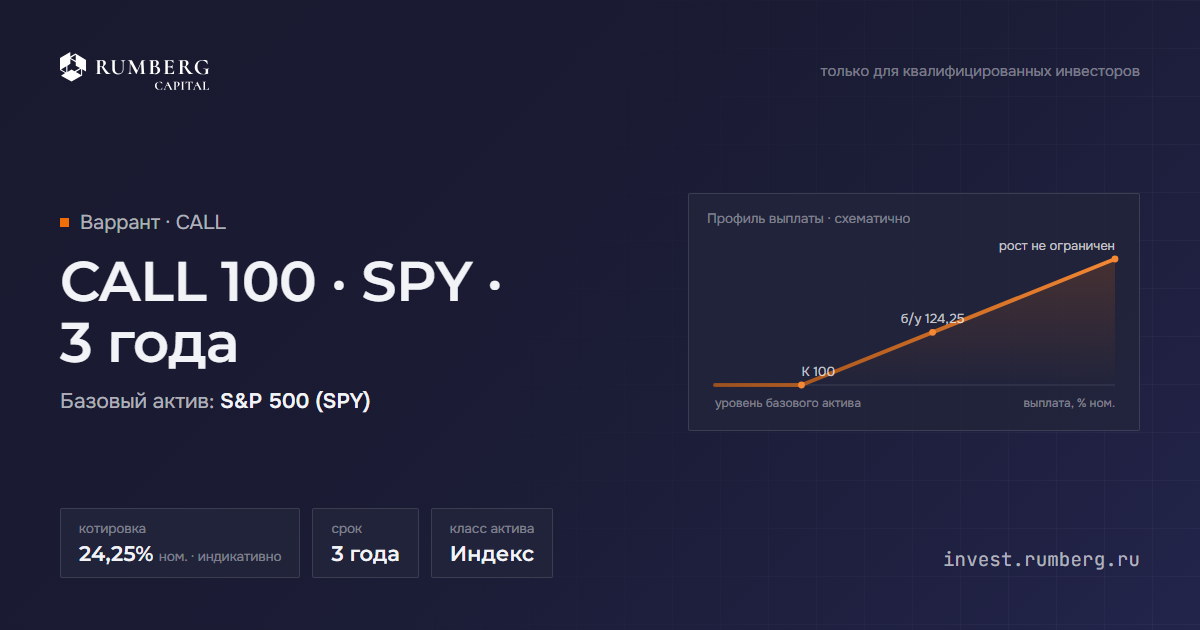 RUMBERG
CAPITAL
только для квалифицированных инвесторов
Варрант · CALL
CALL 100 · SPY ·
3 года
Базовый актив: S&P 500 (SPY)
Профиль выплаты · схематично
рост не ограничен
б/у 124,25
K 100
уровень базового актива
выплата, % ном.
котировка
24,25% ном. · индикативно
срок
3 года
класс актива
Индекс
invest.rumberg.ru